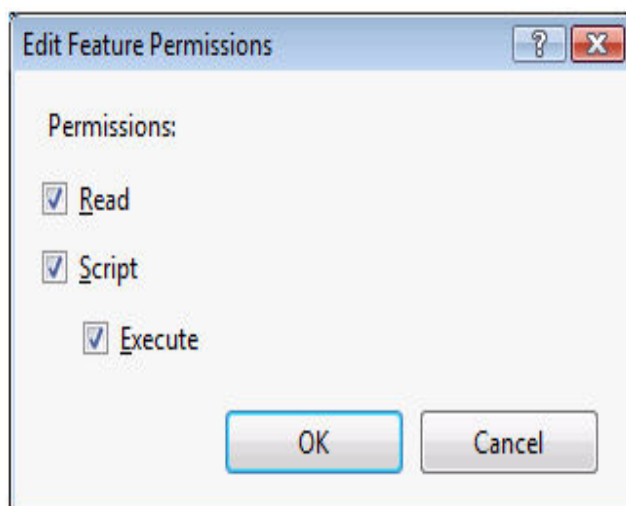 Edit Feature Permissions
Permissions:
Read
Script
Execute
OK Cancel